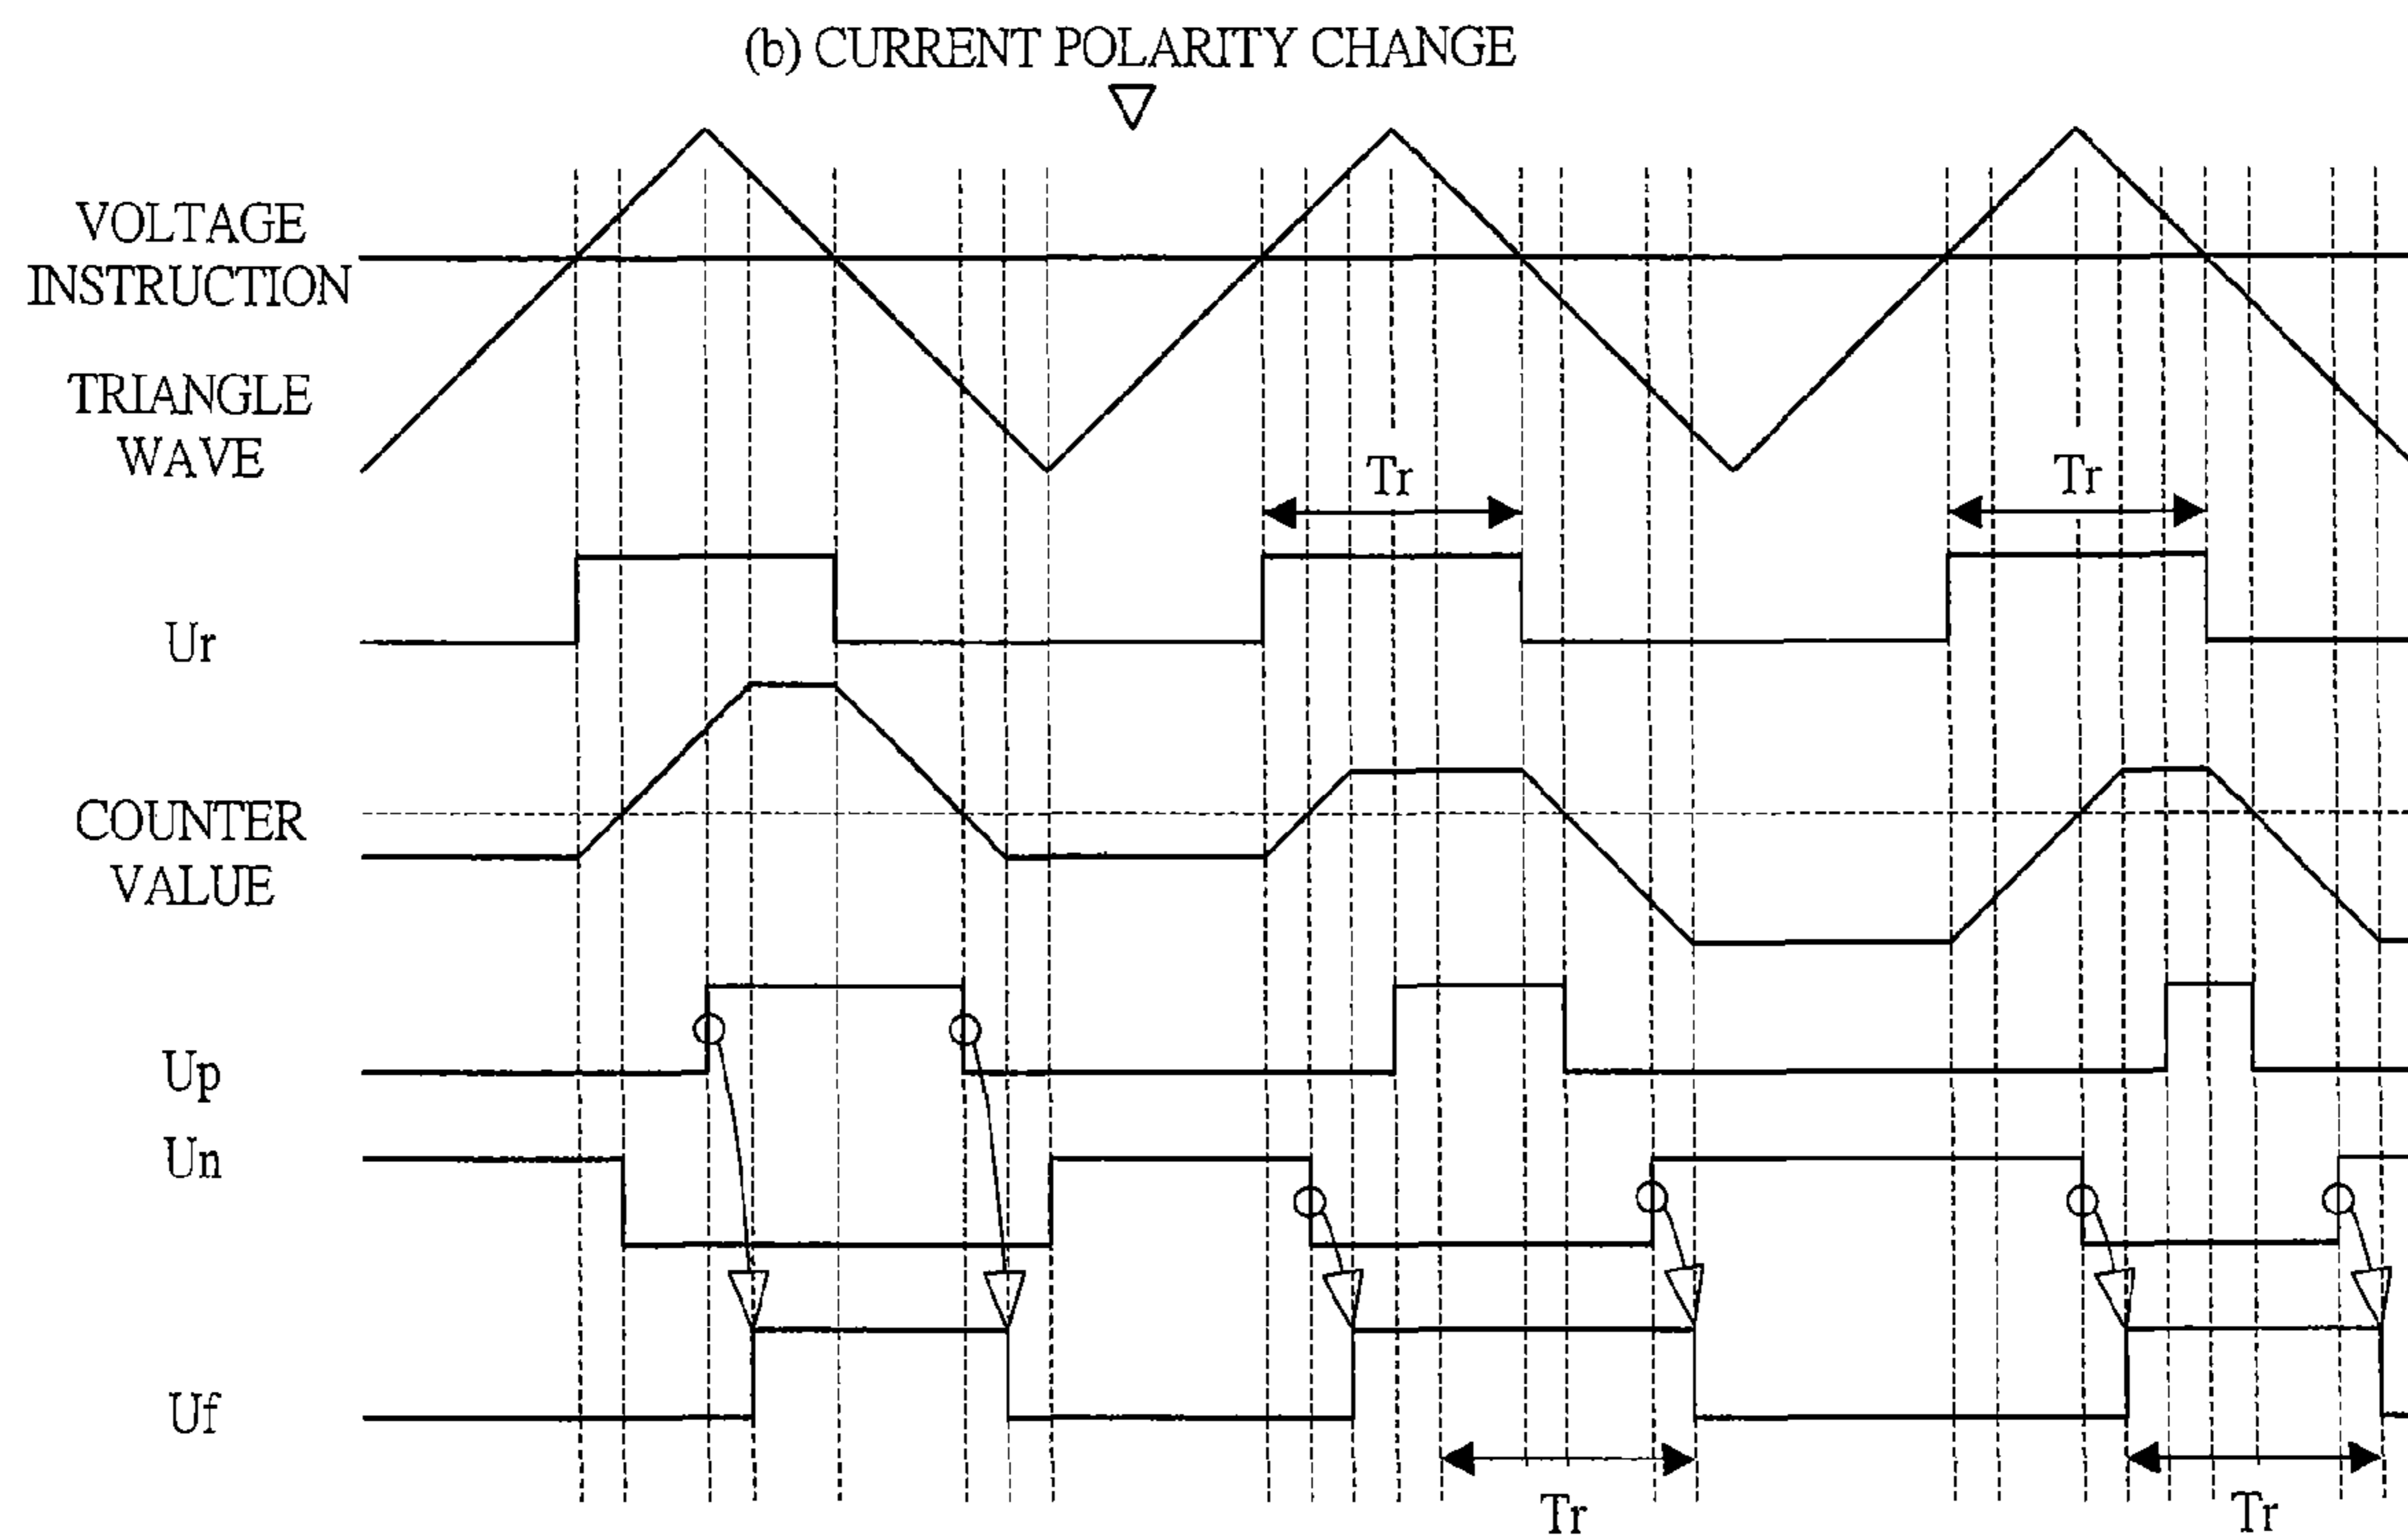 (b) CURRENT POLARITY CHANGE
VOLTAGE
INSTRUCTION
TRIANGLE
WAVE
Tr
Tr
Ur
COUNTER
VALUE
Up
Un
Uf
Tr
Tr